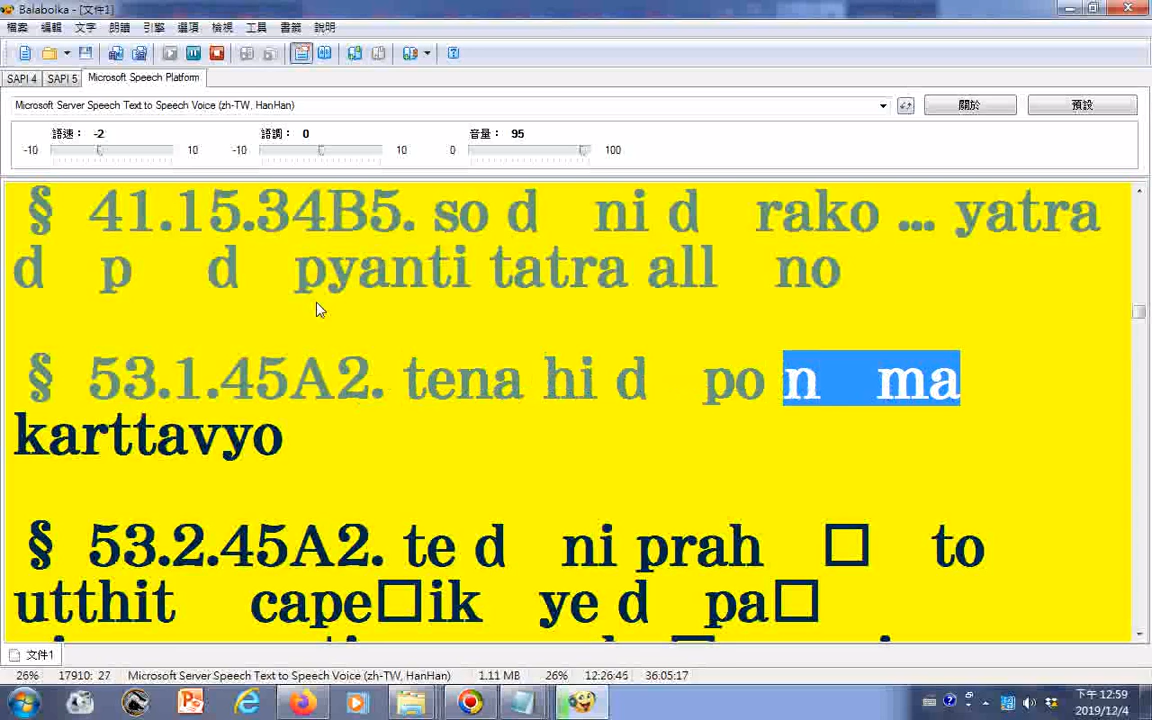 Balabolka - [文件1]
檔案 編輯 文字 朗讀 引擎 選項 檢視 工具 書籤 說明
SAPI 4 SAPI 5 Microsoft Speech Platform
Microsoft Server Speech Text to Speech Voice (zh-TW, HanHan) 關於 預設
語速： -2 語調： 0 音量： 95
-10 10 -10 10 0 100
§ 41.15.34B5. so d ni d rako ... yatra
d p d pyanti tatra all no
§ 53.1.45A2. tena hi d po n ma
karttavyo
§ 53.2.45A2. te d ni prah □ to
utthit cape□ik ye d pa□
文件1
26% 17910: 27 Microsoft Server Speech Text to Speech Voice (zh-TW, HanHan) 1.11 MB 26% 12:26:45 36:05:17
下午 12:59
2019/12/4